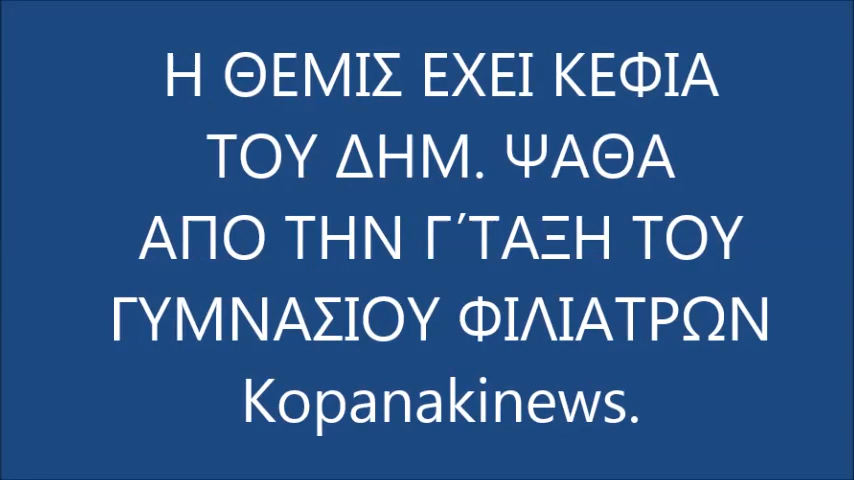 Η ΘΕΜΙΣ ΕΧΕΙ ΚΕΦΙΑ
ΤΟΥ ΔΗΜ. ΨΑΘΑ
ΑΠΟ ΤΗΝ Γ΄ΤΑΞΗ ΤΟΥ
ΓΥΜΝΑΣΙΟΥ ΦΙΛΙΑΤΡΩΝ
Kopanakinews.